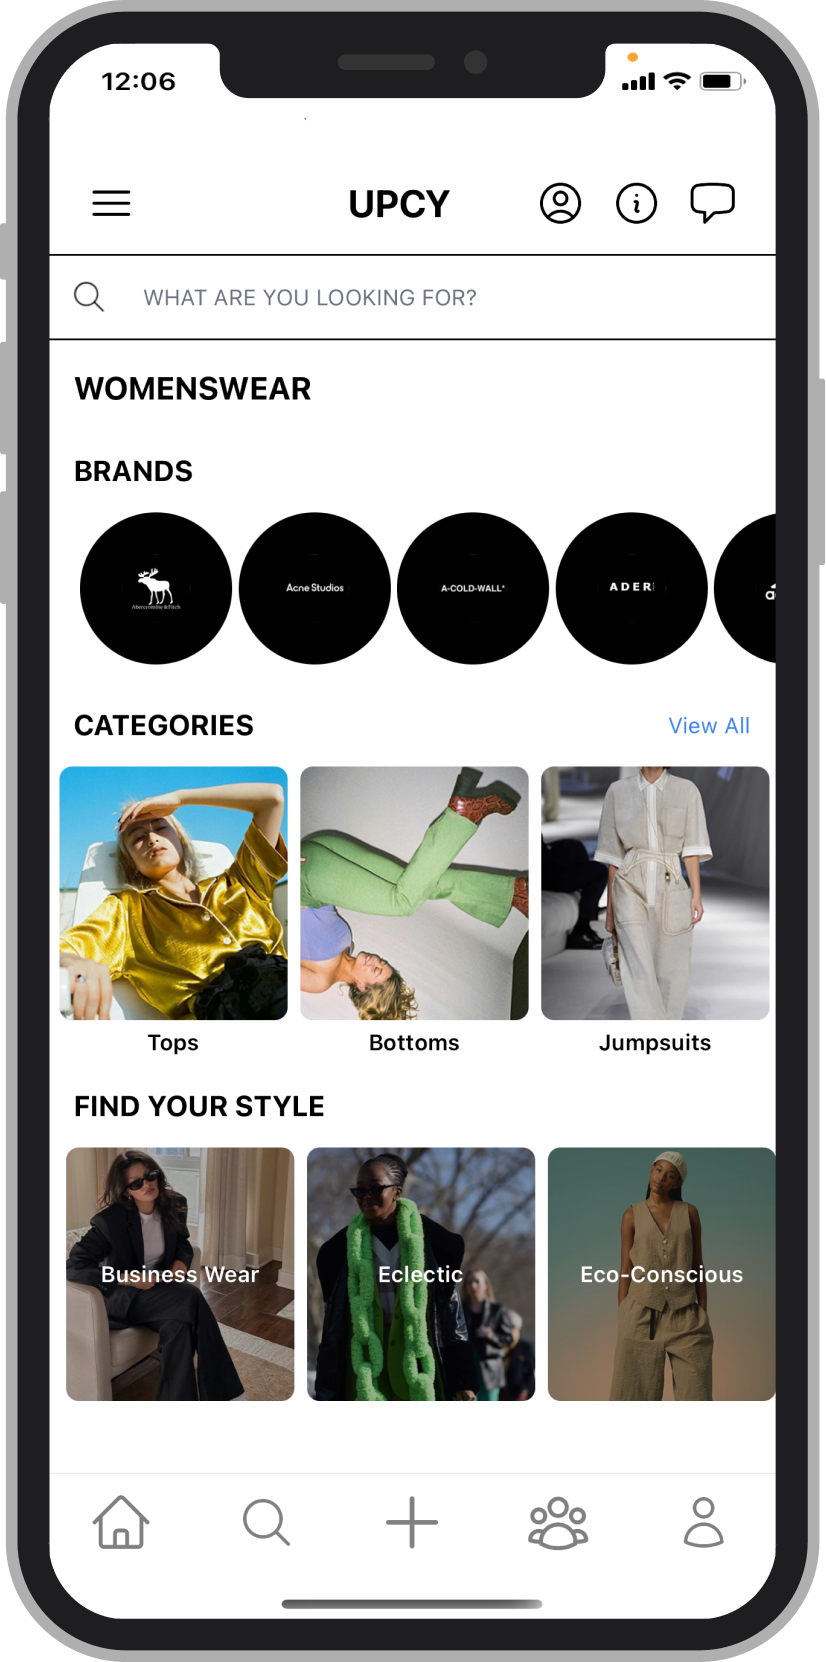 12:06
UPCY
WHAT ARE YOU LOOKING FOR?
WOMENSWEAR
BRANDS
Abercrombie & Fitch
Acne Studios
A-COLD-WALL*
ADER
a
CATEGORIES
View All
Tops
Bottoms
Jumpsuits
FIND YOUR STYLE
Business Wear
Eclectic
Eco-Conscious